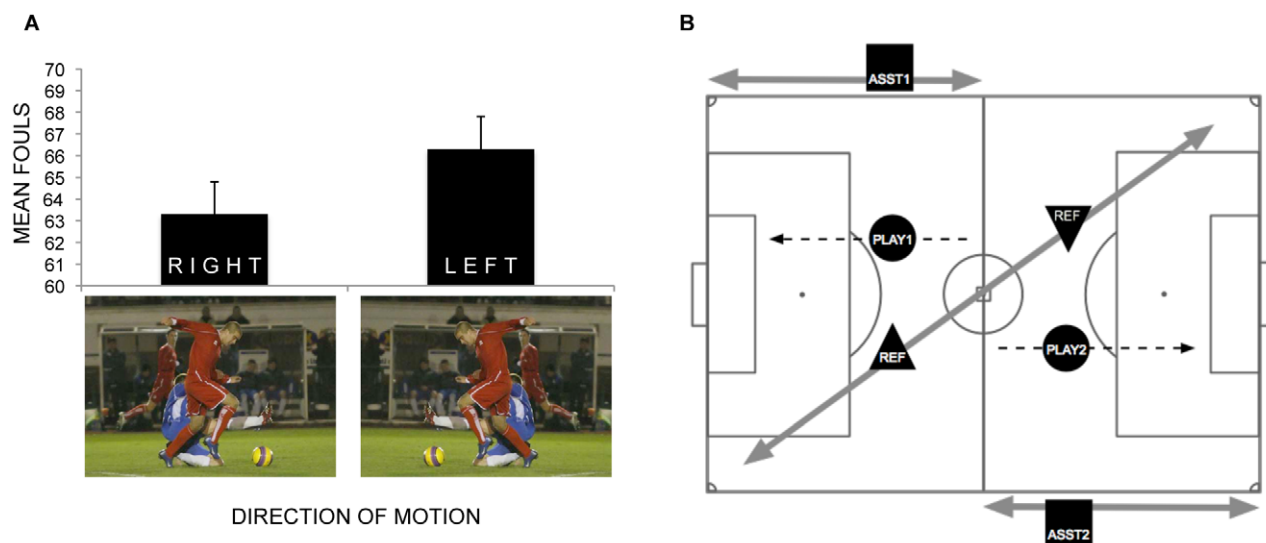 A
MEAN FOULS
70
69
68
67
66
65
64
63
62
61
60
RIGHT
LEFT
DIRECTION OF MOTION
B
ASST1
REF
PLAY1
REF
PLAY2
ASST2